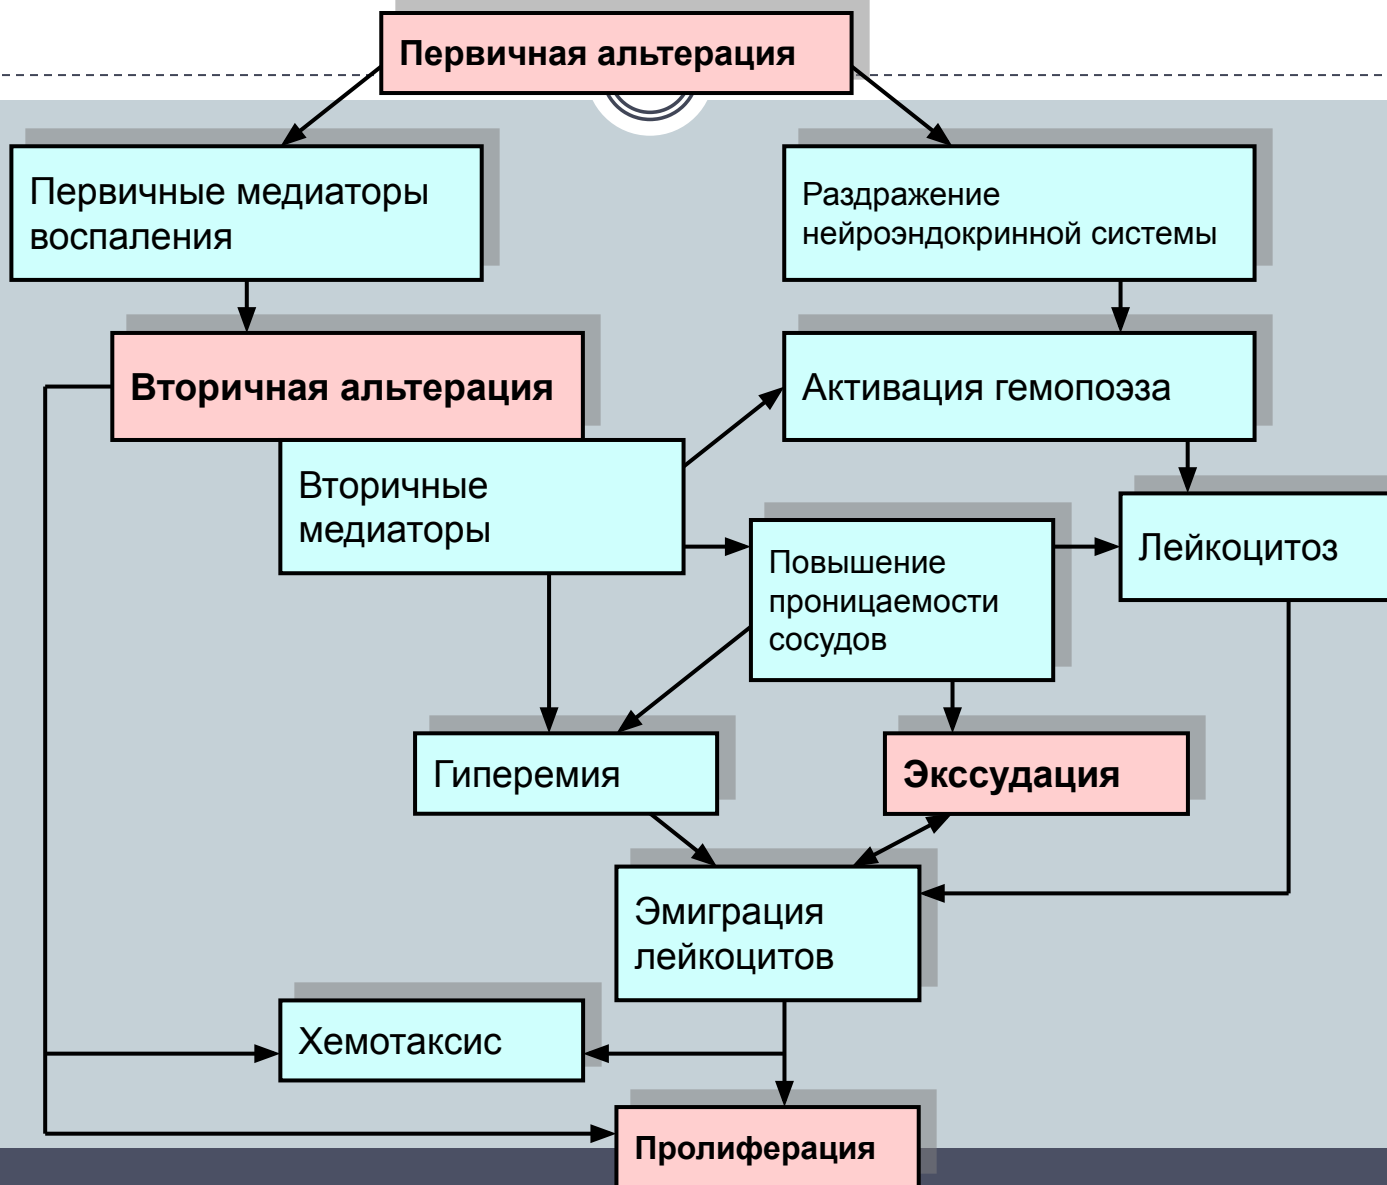 Первичная альтерация
Первичные медиаторы
воспаления
Раздражение
нейроэндокринной системы
Вторичная альтерация
Активация гемопоэза
Вторичные
медиаторы
Повышение
проницаемости
сосудов
Лейкоцитоз
Гиперемия
Экссудация
Эмиграция
лейкоцитов
Хемотаксис
Пролиферация